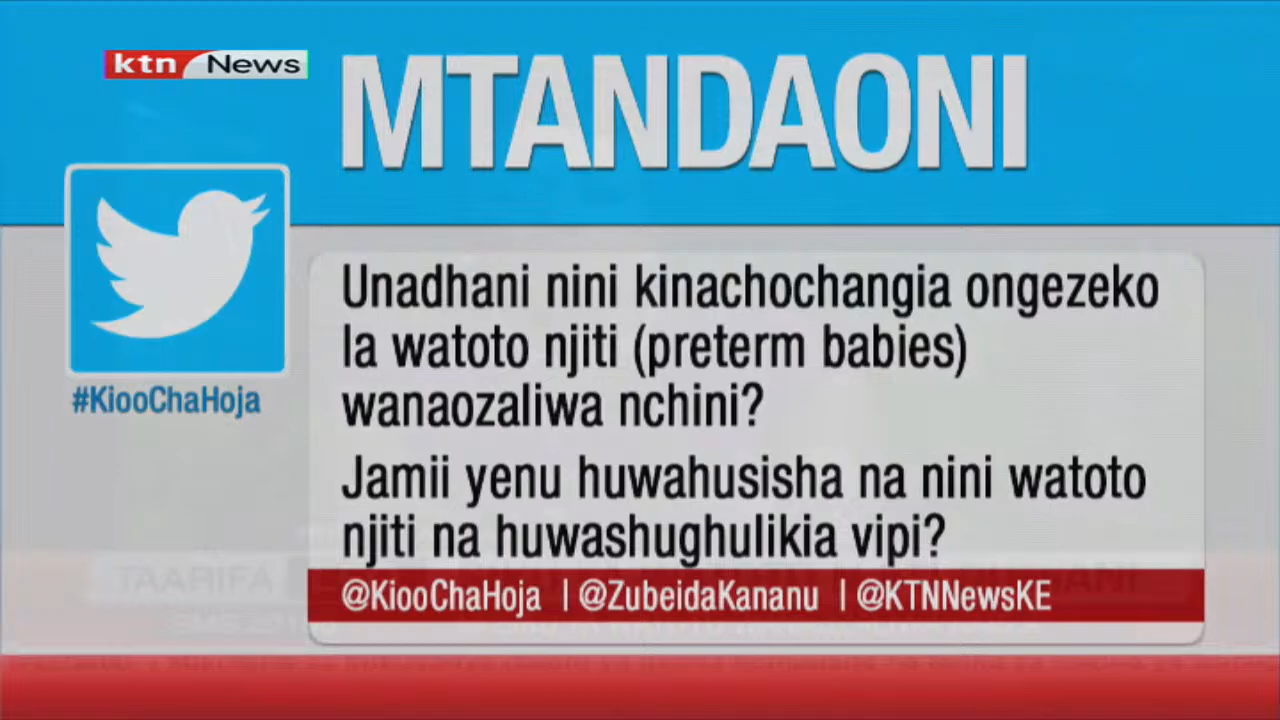 ktn News
MTANDAONI
#KiooChaHoja
Unadhani nini kinachochangia ongezeko
la watoto njiti (preterm babies)
wanaozaliwa nchini?
Jamii yenu huwahusisha na nini watoto
njiti na huwashughulikia vipi?
TAARIFA
@KiooChaHoja | @ZubeidaKananu | @KTNNewsKE